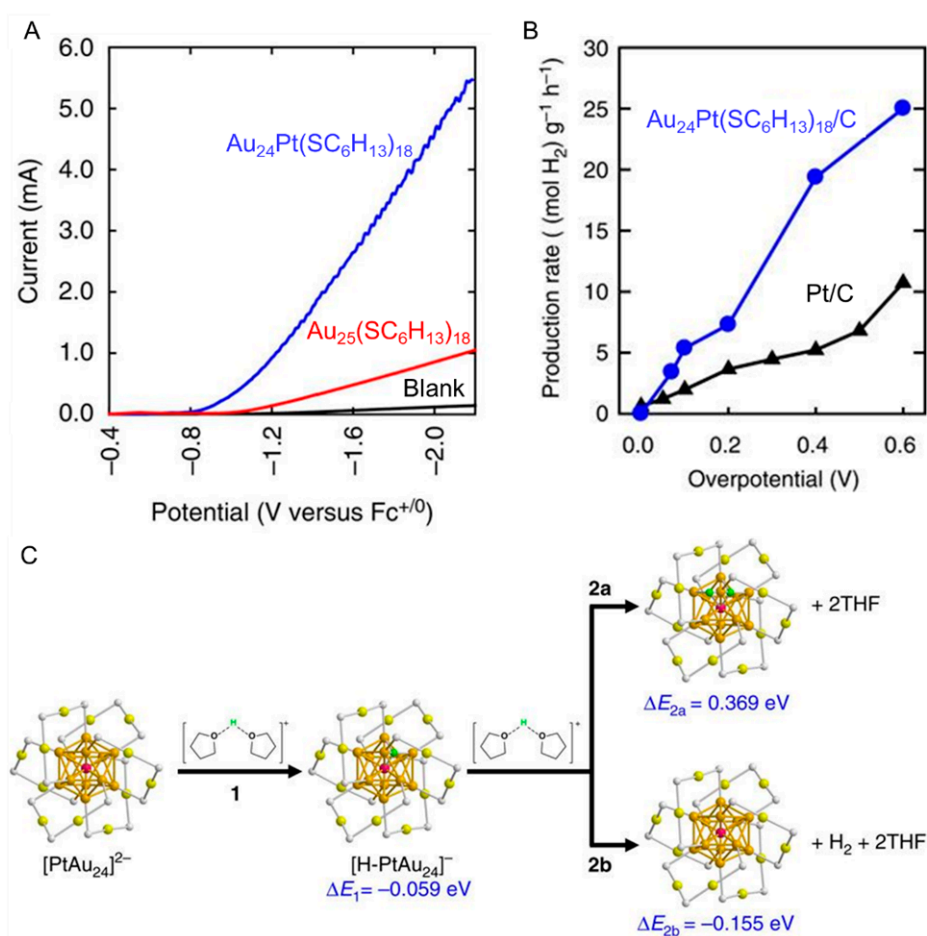 A
6.0
5.0
4.0
3.0
2.0
1.0
0.0
Current (mA)
Au₂₄Pt(SC₆H₁₃)₁₈
Au₂₅(SC₆H₁₃)₁₈
Blank
−0.4
−0.8
−1.2
−1.6
−2.0
Potential (V versus Fc⁺/⁰)
B
30
25
20
15
10
5
0
Production rate ( (mol H₂) g⁻¹ h⁻¹)
Au₂₄Pt(SC₆H₁₃)₁₈/C
Pt/C
0.0
0.2
0.4
0.6
Overpotential (V)
C
[PtAu₂₄]²⁻
H
O
O
+
1
[H-PtAu₂₄]⁻
ΔE₁= −0.059 eV
H
O
O
+
2a
+ 2THF
ΔE₂ₐ = 0.369 eV
2b
+ H₂ + 2THF
ΔE2b = −0.155 eV